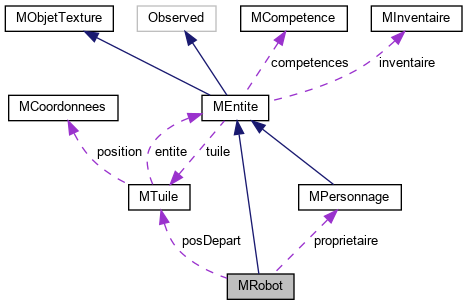 MObjetTexture
Observed
MCompetence
MInventaire
competences
inventaire
MCoordonnees
MEntite
position
entite
tuile
MTuile
MPersonnage
posDepart
proprietaire
MRobot